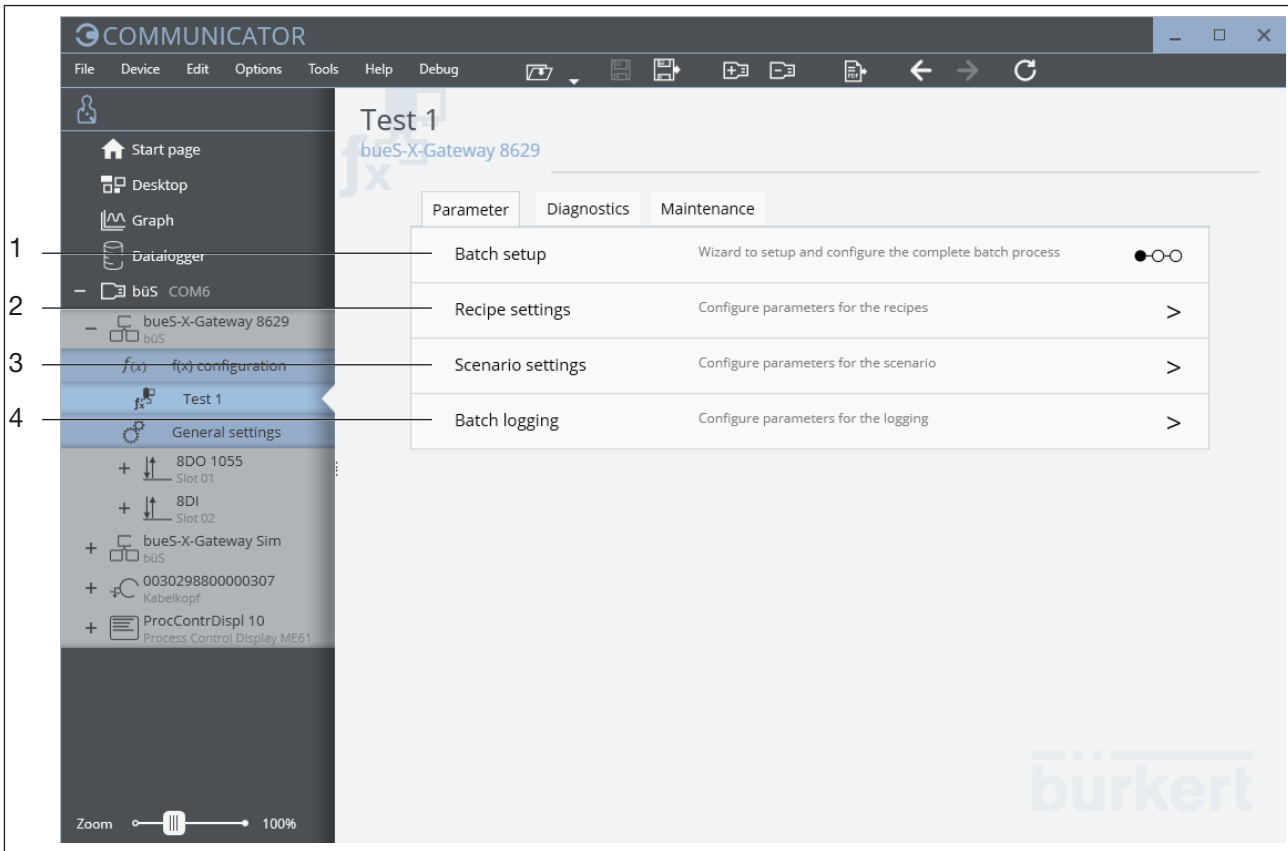 COMMUNICATOR
File Device Edit Options Tools Help Debug
PDF
Start page
Desktop
Graph
Datalogger
büS COM6
bueS-X-Gateway 8629
büS
f(x) f(x) configuration
fx Test 1
General settings
8DO 1055
Slot 01
8DI
Slot 02
bueS-X-Gateway Sim
büS
0030298800000307
Kabelkopf
ProcContrDispl 10
Process Control Display ME61
Zoom 100%
fx
Test 1
bueS-X-Gateway 8629
Parameter Diagnostics Maintenance
1 Batch setup Wizard to setup and configure the complete batch process
2 Recipe settings Configure parameters for the recipes >
3 Scenario settings Configure parameters for the scenario >
4 Batch logging Configure parameters for the logging >
bürkert